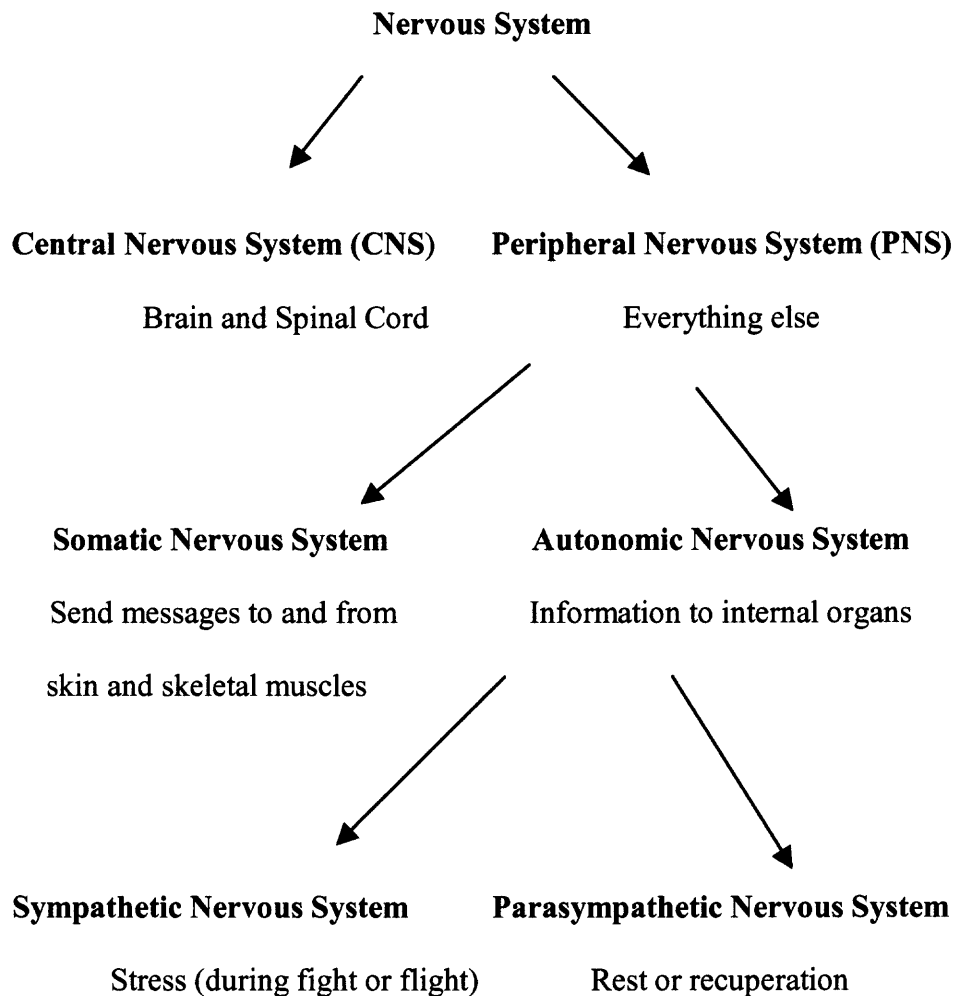 Nervous System
Central Nervous System (CNS)
Peripheral Nervous System (PNS)
Brain and Spinal Cord
Everything else
Somatic Nervous System
Autonomic Nervous System
Send messages to and from
Information to internal organs
skin and skeletal muscles
Sympathetic Nervous System
Parasympathetic Nervous System
Stress (during fight or flight)
Rest or recuperation